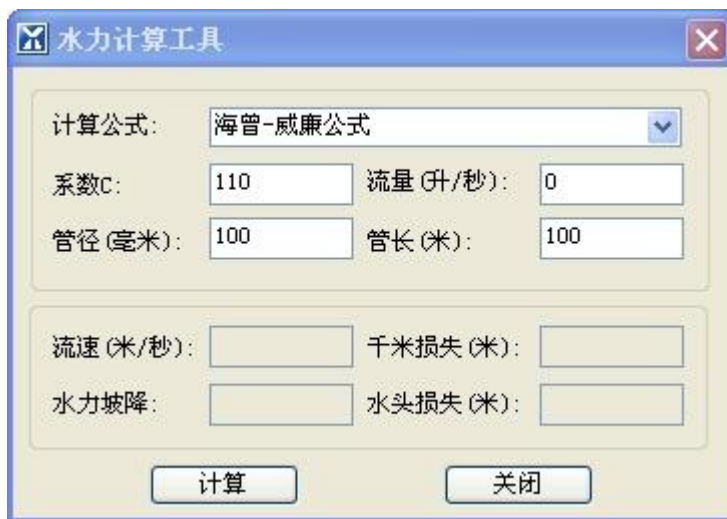 水力计算工具
计算公式: 海曾-威廉公式
系数C: 110 流量(升/秒): 0
管径(毫米): 100 管长(米): 100
流速(米/秒): 千米损失(米):
水力坡降: 水头损失(米):
计算 关闭